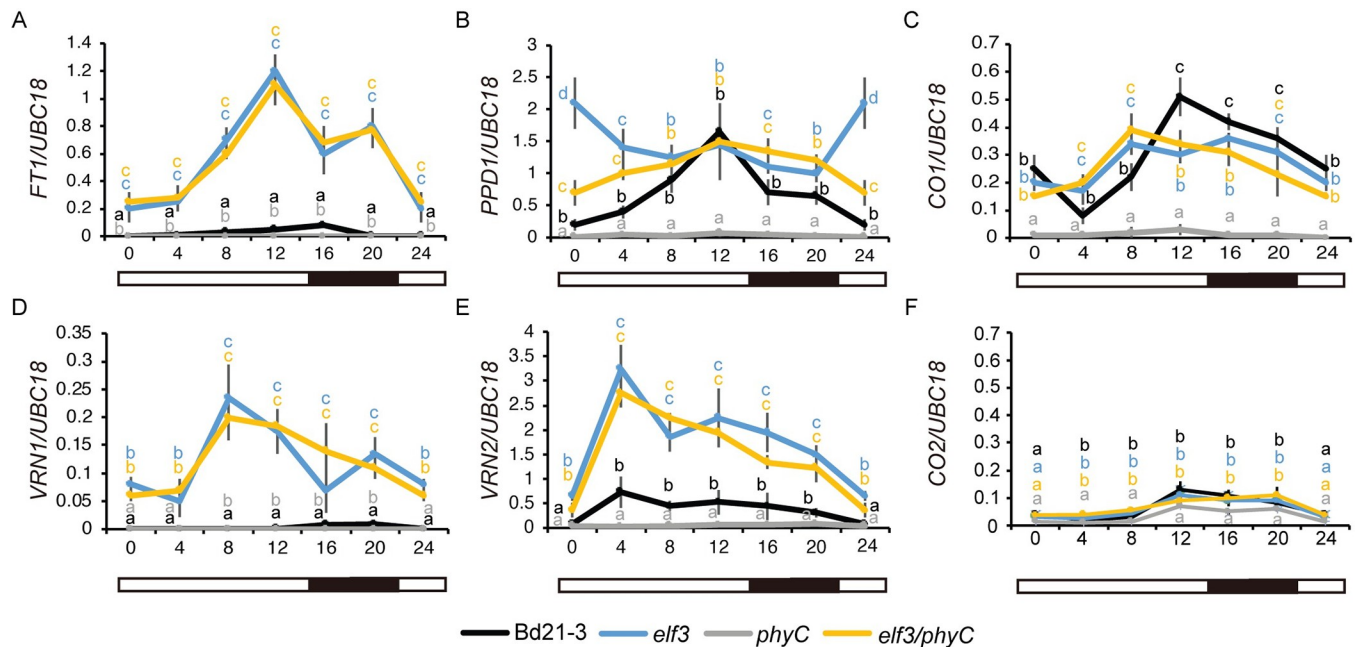 A
FT1/UBC18
1.4
1.2
1
0.8
0.6
0.4
0.2
0
c c c c c c c
c c c c c c c
a a a a a a a
b b b b b b b
0 4 8 12 16 20 24
B
PPD1/UBC18
3
2.5
2
1.5
1
0.5
0
d c b b c b d
c c b b c b c
b b b b b b b
a a a a a a a
0 4 8 12 16 20 24
C
CO1/UBC18
0.7
0.6
0.5
0.4
0.3
0.2
0.1
0
b b b c c c b
b c c b b c b
b c c b b c b
a a a a a a a
0 4 8 12 16 20 24
D
VRN1/UBC18
0.35
0.3
0.25
0.2
0.15
0.1
0.05
0
b b c c c c b
b b c c c c b
a a b b b b a
a a a a a a a
0 4 8 12 16 20 24
E
VRN2/UBC18
4
3.5
3
2.5
2
1.5
1
0.5
0
b c c c c c b
b c c c c c b
a b b b b b a
a a a a a a a
0 4 8 12 16 20 24
F
CO2/UBC18
0.7
0.6
0.5
0.4
0.3
0.2
0.1
0
a b b b b b a
a b b b b b a
a b b b b b a
a a a a a a a
0 4 8 12 16 20 24
Bd21-3 elf3 phyC elf3/phyC